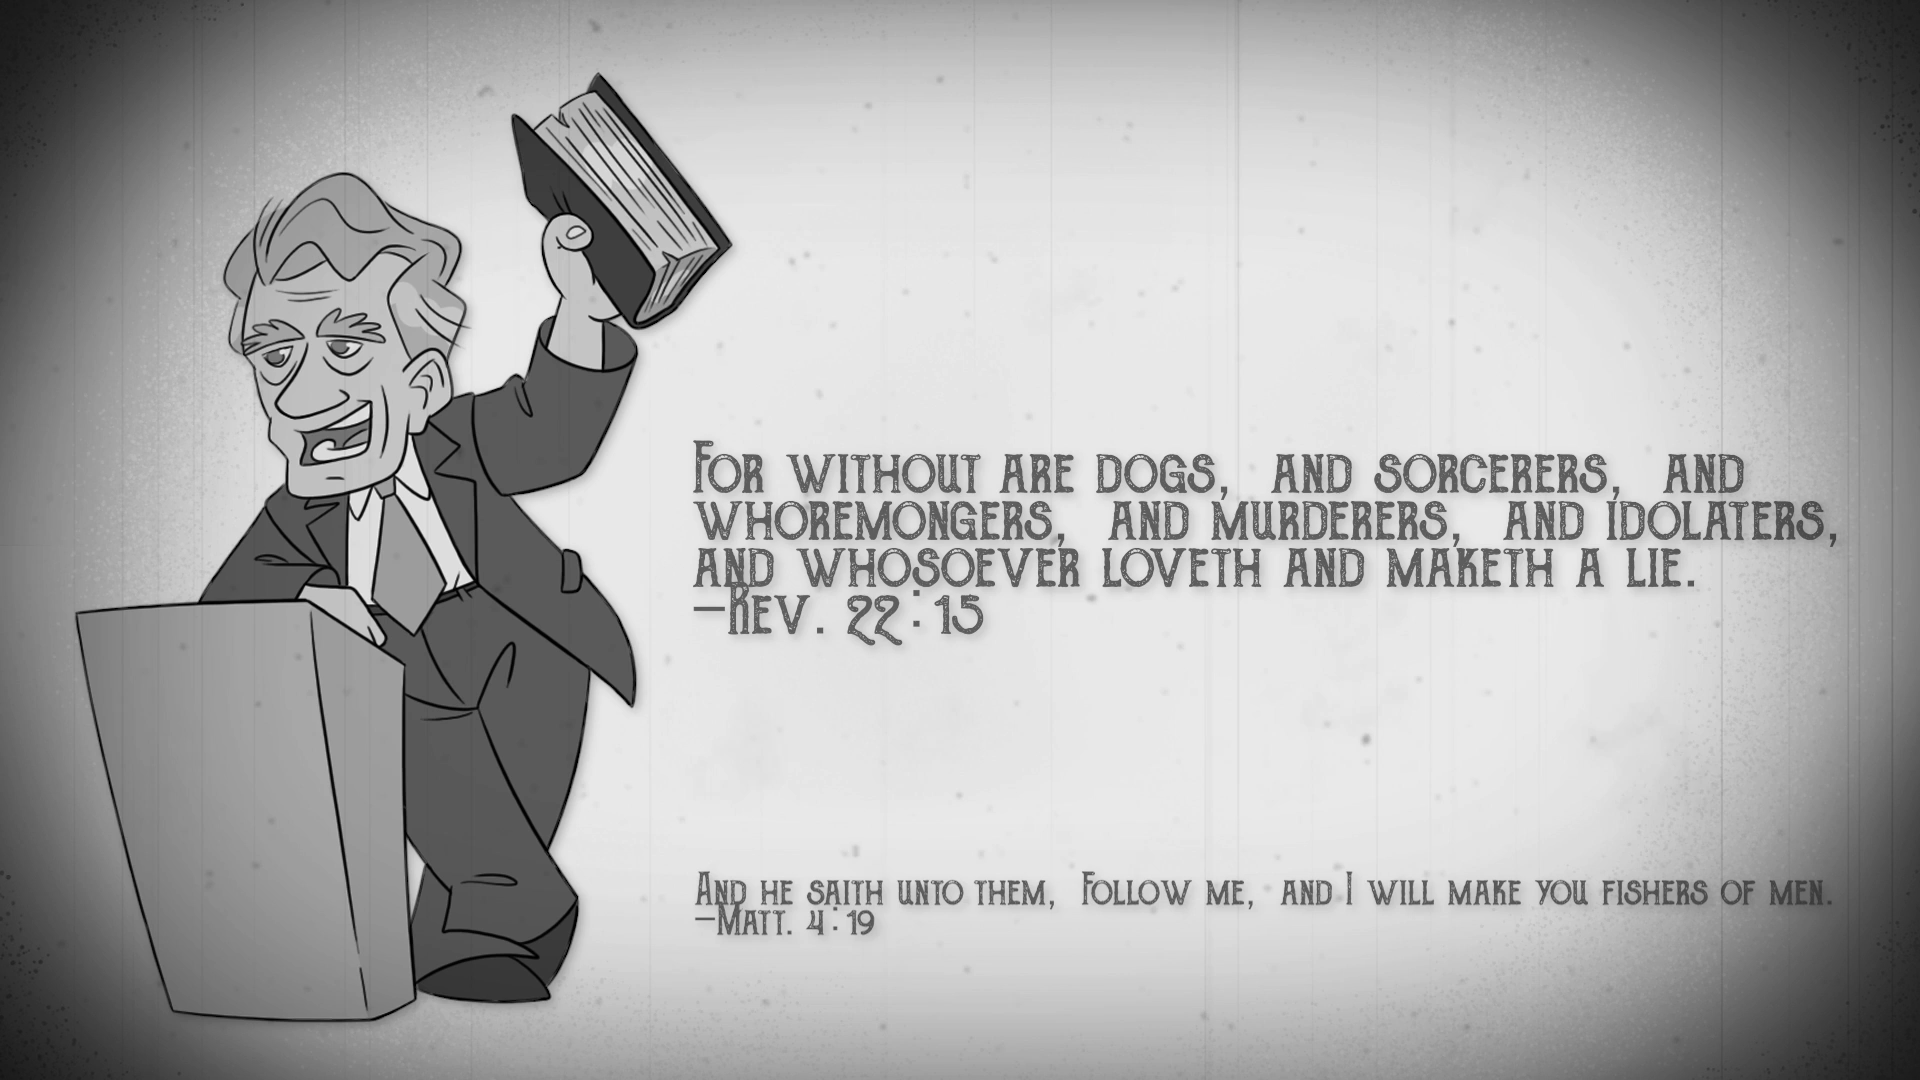 For without are dogs, and sorcerers, and
whoremongers, and murderers, and idolaters,
and whosoever loveth and maketh a lie.
—Rev. 22:15
And he saith unto them, Follow me, and I will make you fishers of men.
—Matt. 4:19